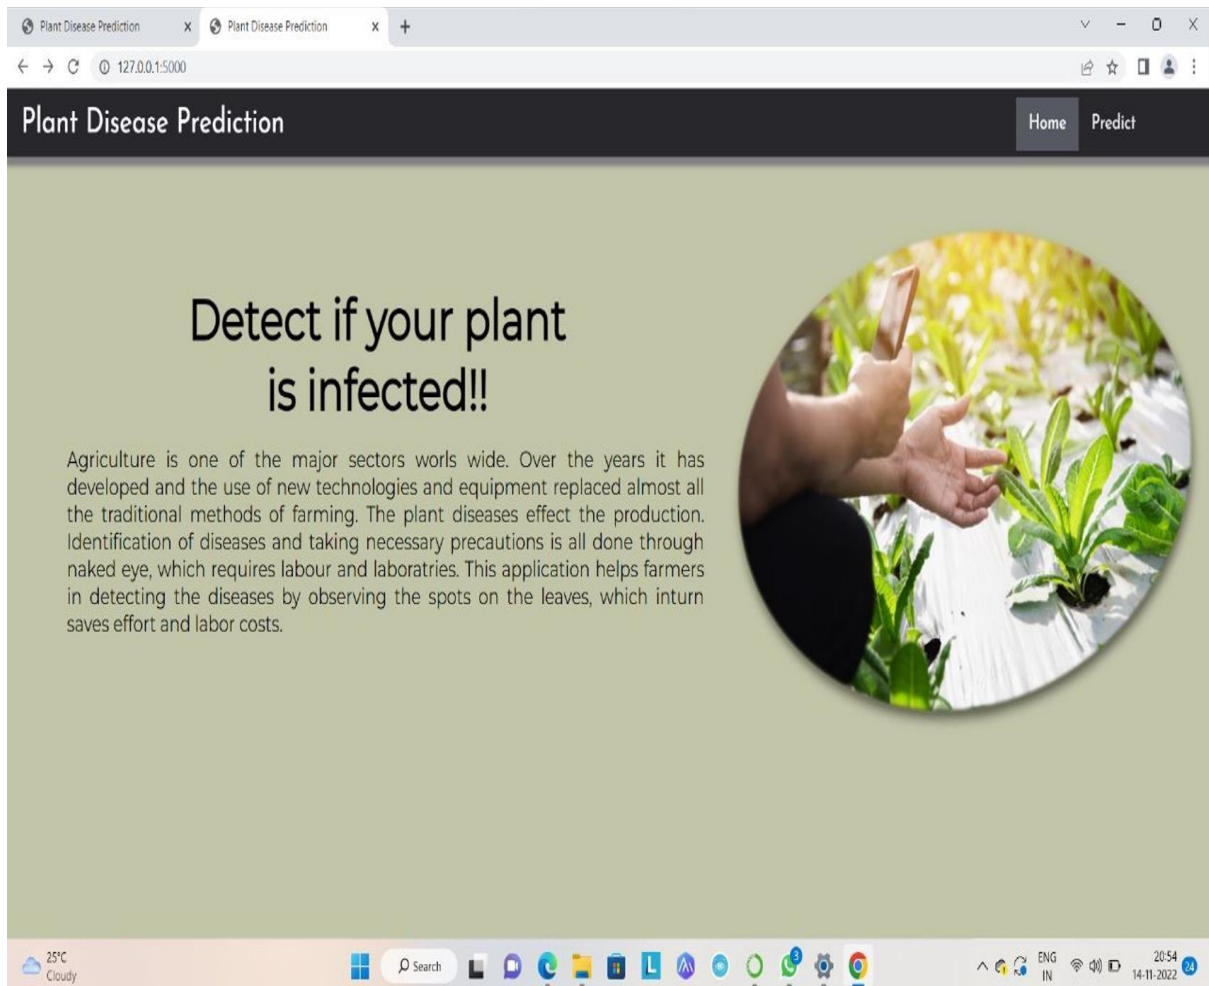 Plant Disease Prediction x Plant Disease Prediction x +
127.0.0.1:5000
Plant Disease Prediction Home Predict
Detect if your plant
is infected!!
Agriculture is one of the major sectors worls wide. Over the years it has
developed and the use of new technologies and equipment replaced almost all
the traditional methods of farming. The plant diseases effect the production.
Identification of diseases and taking necessary precautions is all done through
naked eye, which requires labour and laboratries. This application helps farmers
in detecting the diseases by observing the spots on the leaves, which inturn
saves effort and labor costs.
25°C
Cloudy
Search
L
3
ENG
IN
20:54
14-11-2022
24